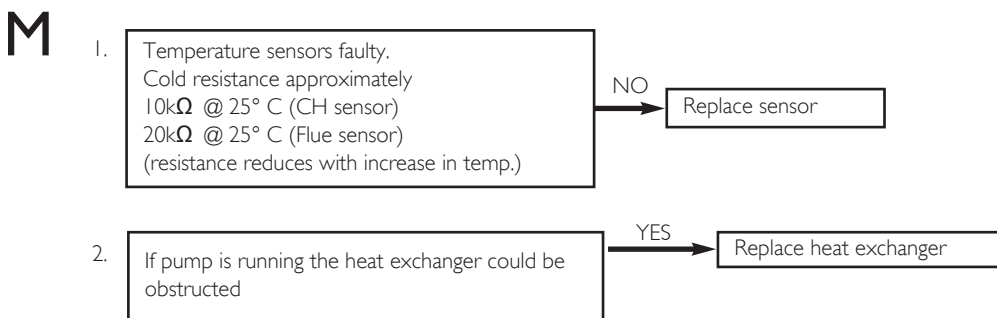 M
1.
Temperature sensors faulty.
Cold resistance approximately
10kΩ @ 25° C (CH sensor)
20kΩ @ 25° C (Flue sensor)
(resistance reduces with increase in temp.)
NO
Replace sensor
2.
If pump is running the heat exchanger could be
obstructed
YES
Replace heat exchanger